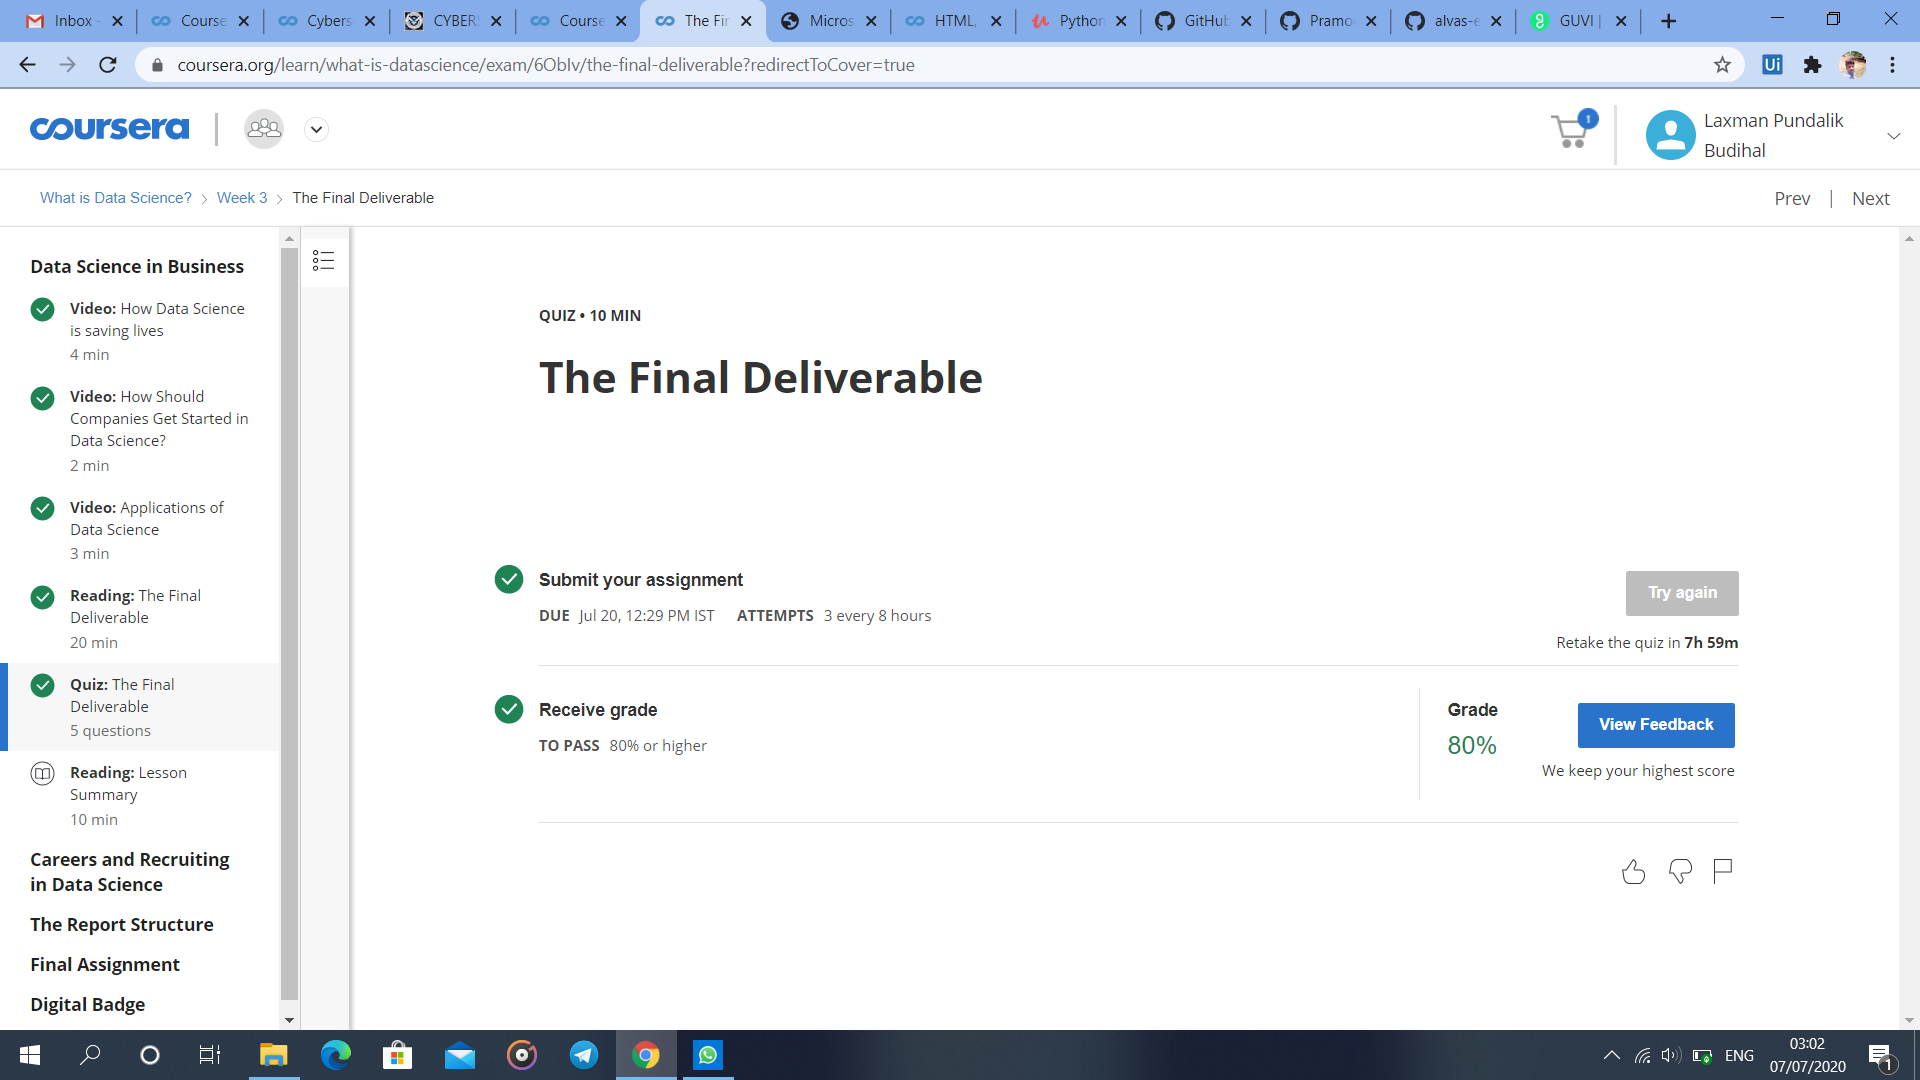 Inbox -
Course
Cybers
CYBERS
Course
The Fin
Micros
HTML,
Python
GitHub
Pramo
alvas-e
GUVI |
coursera.org/learn/what-is-datascience/exam/6Oblv/the-final-deliverable?redirectToCover=true
Ui
coursera
1
Laxman Pundalik
Budihal
What is Data Science? > Week 3 > The Final Deliverable
Prev | Next
Data Science in Business
Video: How Data Science
is saving lives
4 min
Video: How Should
Companies Get Started in
Data Science?
2 min
Video: Applications of
Data Science
3 min
Reading: The Final
Deliverable
20 min
Quiz: The Final
Deliverable
5 questions
Reading: Lesson
Summary
10 min
Careers and Recruiting
in Data Science
The Report Structure
Final Assignment
Digital Badge
QUIZ • 10 MIN
The Final Deliverable
Submit your assignment
DUE Jul 20, 12:29 PM IST ATTEMPTS 3 every 8 hours
Try again
Retake the quiz in 7h 59m
Receive grade
TO PASS 80% or higher
Grade
80%
View Feedback
We keep your highest score
ENG
03:02
07/07/2020
1